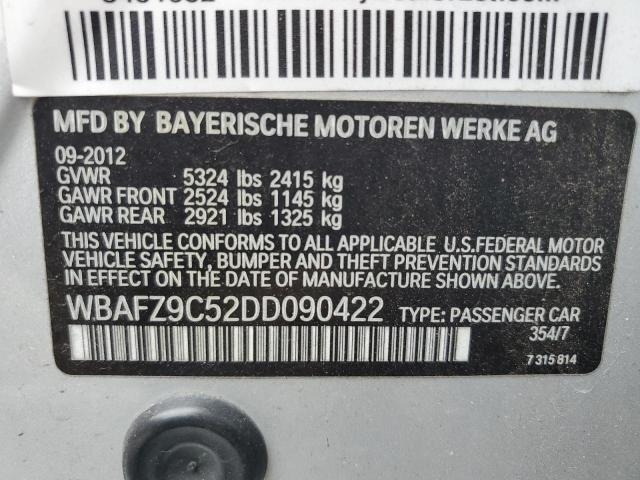 MFD BY BAYERISCHE MOTOREN WERKE AG
09-2012
GVWR 5324 lbs 2415 kg
GAWR FRONT 2524 lbs 1145 kg
GAWR REAR 2921 lbs 1325 kg
THIS VEHICLE CONFORMS TO ALL APPLICABLE U.S.FEDERAL MOTOR
VEHICLE SAFETY, BUMPER AND THEFT PREVENTION STANDARDS
IN EFFECT ON THE DATE OF MANUFACTURE SHOWN ABOVE.
WBAFZ9C52DD090422 TYPE: PASSENGER CAR
354/7
7 315 814